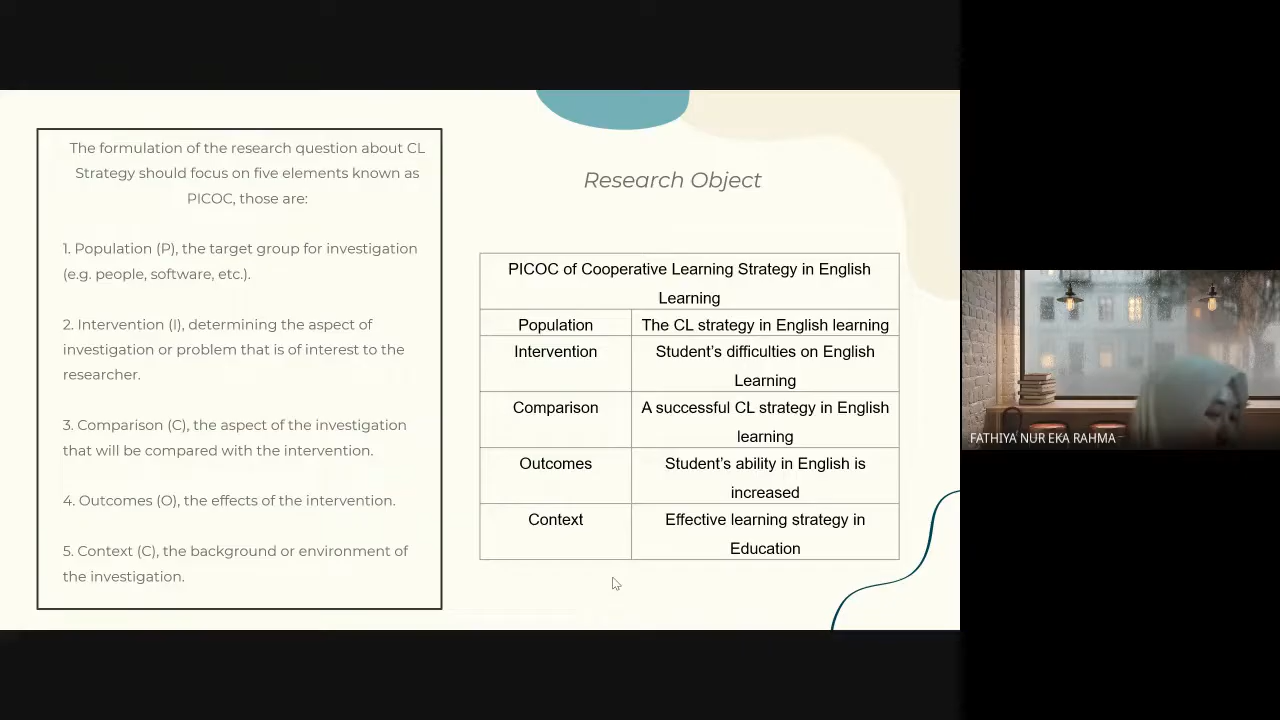 The formulation of the research question about CL
Strategy should focus on five elements known as
PICOC, those are:
1. Population (P), the target group for investigation
(e.g. people, software, etc.).
2. Intervention (I), determining the aspect of
investigation or problem that is of interest to the
researcher.
3. Comparison (C), the aspect of the investigation
that will be compared with the intervention.
4. Outcomes (O), the effects of the intervention.
5. Context (C), the background or environment of
the investigation.
Research Object
PICOC of Cooperative Learning Strategy in English
Learning
Population The CL strategy in English learning
Intervention Student’s difficulties on English
Learning
Comparison A successful CL strategy in English
learning
Outcomes Student’s ability in English is
increased
Context Effective learning strategy in
Education
FATHIYA NUR EKA RAHMA